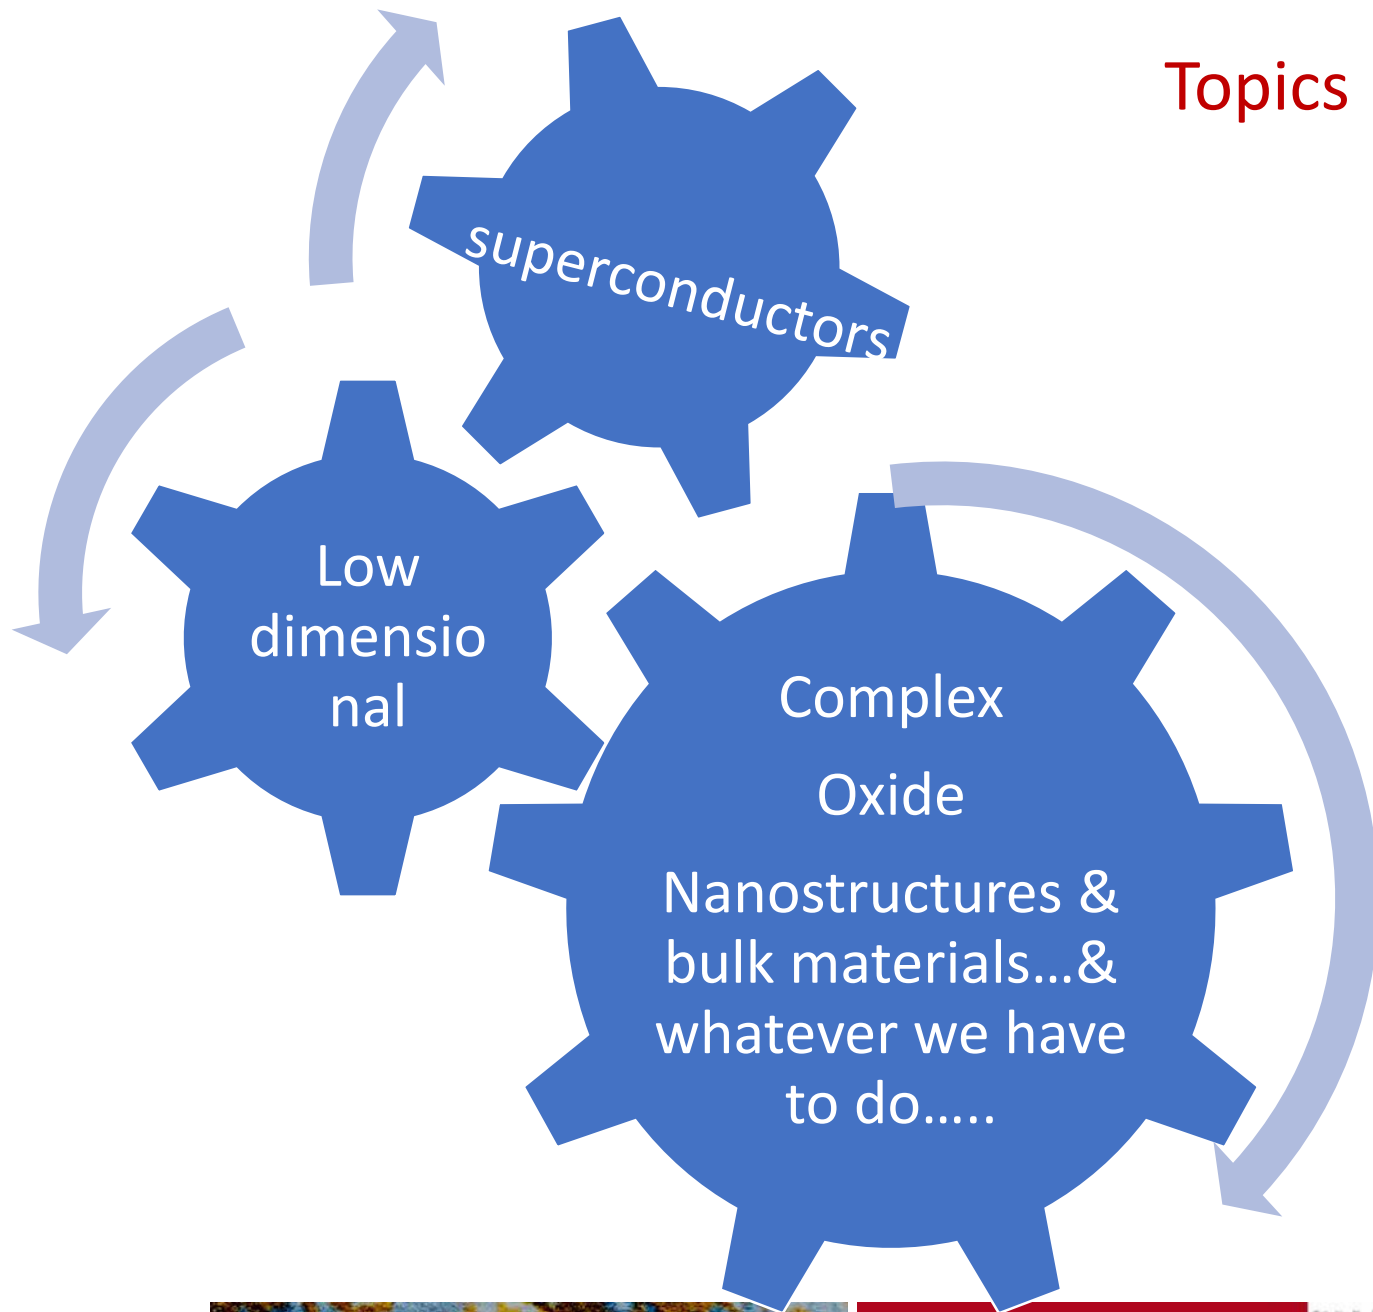 Topics
superconductors
Low
dimensio
nal
Complex
Oxide
Nanostructures &
bulk materials…&
whatever we have
to do…..